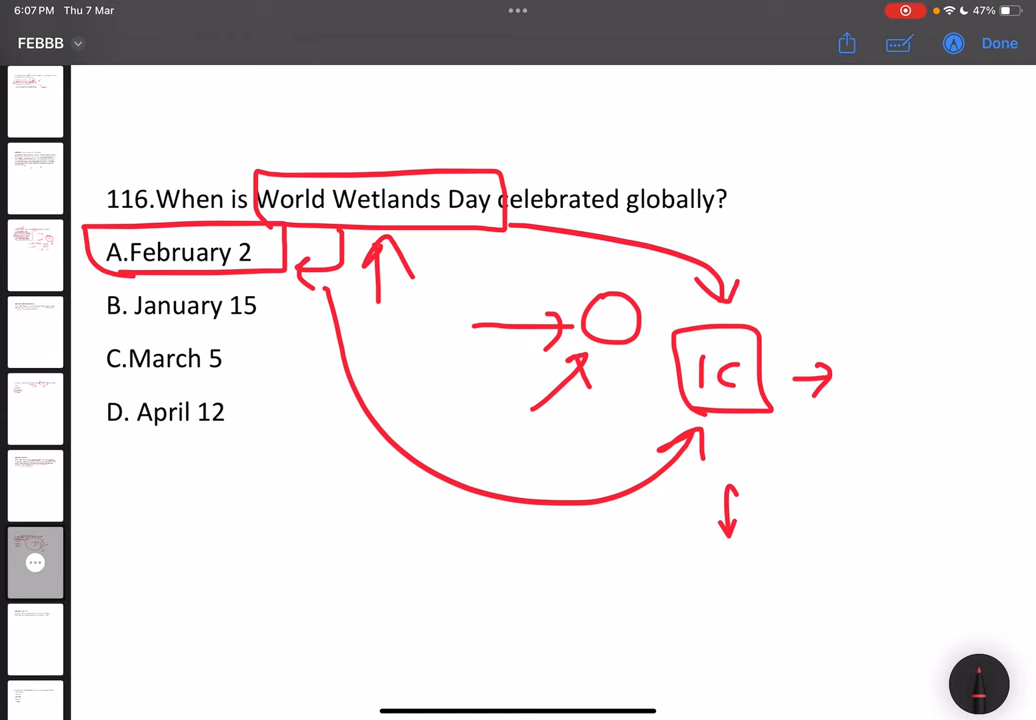 6:07 PM Thu 7 Mar
47%
FEBBB
Done
116.When is World Wetlands Day celebrated globally?
A.February 2
B. January 15
C.March 5
D. April 12
1C